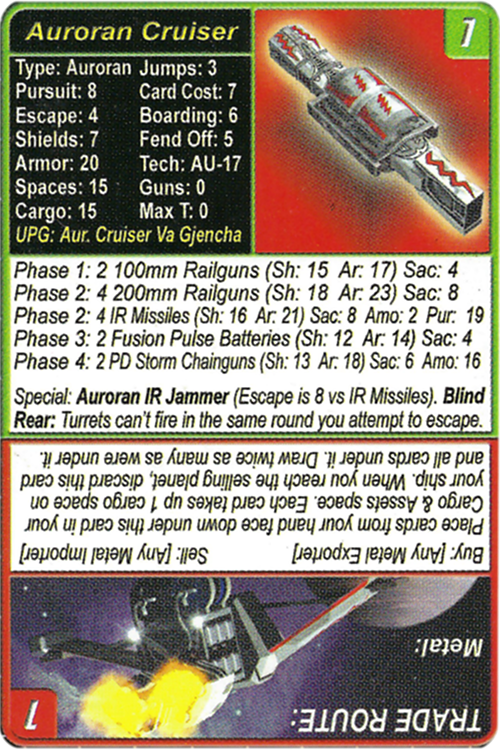 Auroran Cruiser
1
Type: Auroran Jumps: 3
Pursuit: 8 Card Cost: 7
Escape: 4 Boarding: 6
Shields: 7 Fend Off: 5
Armor: 20 Tech: AU-17
Spaces: 15 Guns: 0
Cargo: 15 Max T: 0
UPG: Aur. Cruiser Va Gjencha
Phase 1: 2 100mm Railguns (Sh: 15 Ar: 17) Sac: 4
Phase 2: 4 200mm Railguns (Sh: 18 Ar: 23) Sac: 8
Phase 2: 4 IR Missiles (Sh: 16 Ar: 21) Sac: 8 Amo: 2 Pur: 19
Phase 3: 2 Fusion Pulse Batteries (Sh: 12 Ar: 14) Sac: 4
Phase 4: 2 PD Storm Chainguns (Sh: 13 Ar: 18) Sac: 6 Amo: 16
Special: Auroran IR Jammer (Escape is 8 vs IR Missiles). Blind
Rear: Turrets can't fire in the same round you attempt to escape.
TRADE ROUTE:
1
Metal:
Buy: [Any Metal Exporter] Sell: [Any Metal Importer]
Place cards from your hand face down under this card in your
Cargo & Assets space. Each card takes up 1 cargo space on
your ship. When you reach the selling planet, discard this card
and all cards under it. Draw twice as many as were under it.